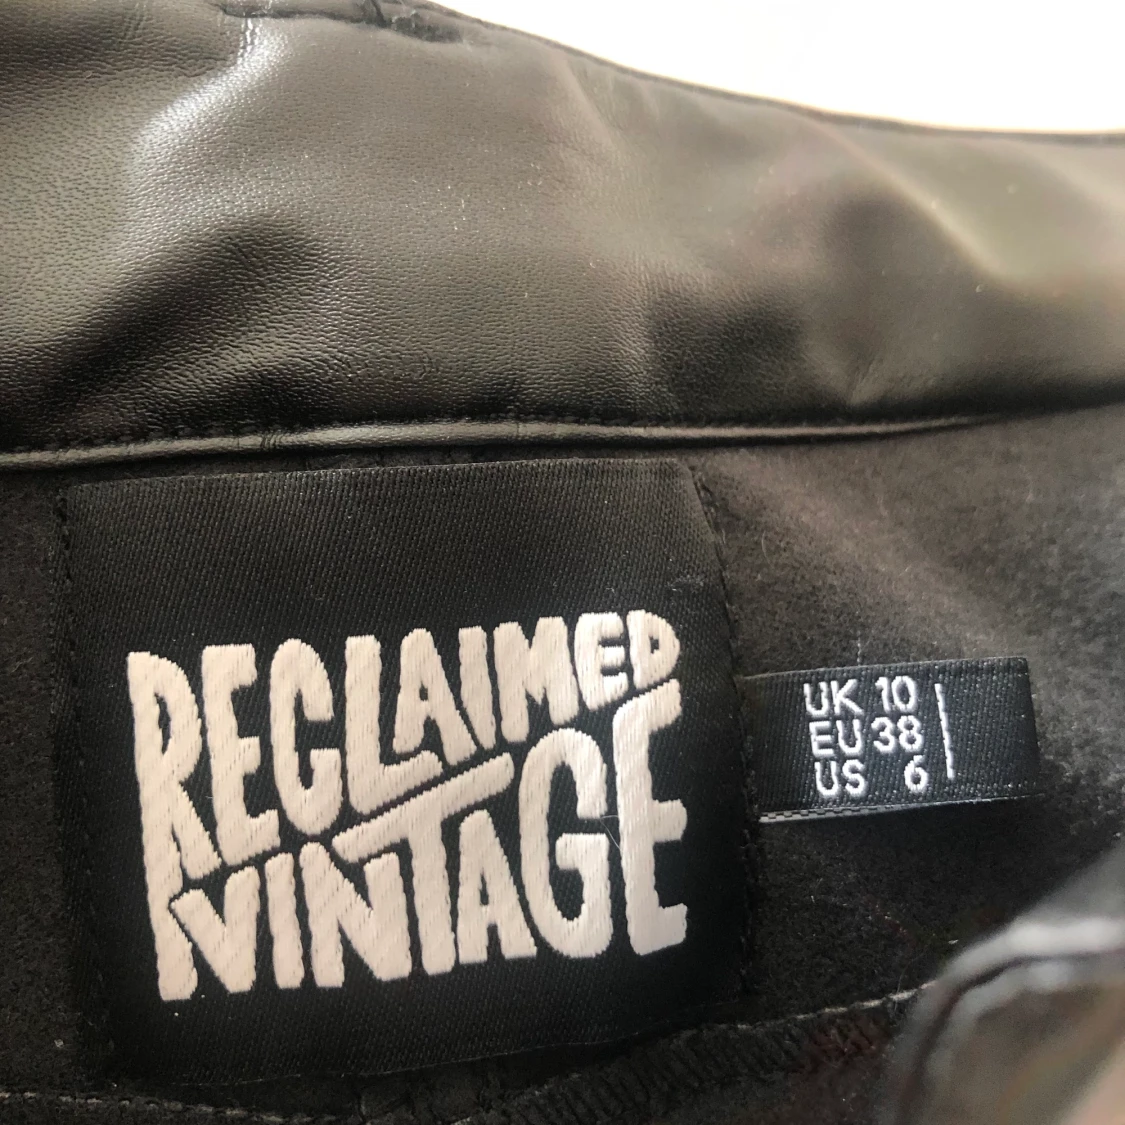 RECLAIMED
VINTAGE
UK 10
EU 38
US 6